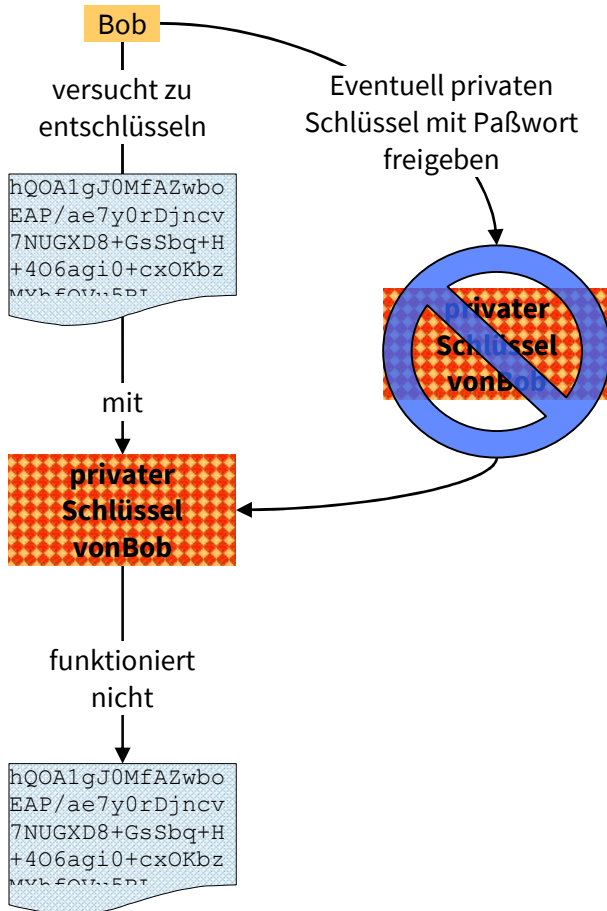 Bob
versucht zu
entschlüsseln
Eventuell privaten
Schlüssel mit Paßwort
freigeben
hQOA1gJ0MfAZwbo
EAP/ae7y0rDjncv
7NUGXD8+GsSbq+H
+4O6agi0+cxOKbz
privater
Schlüssel
vonBob
mit
privater
Schlüssel
vonBob
funktioniert
nicht
hQOA1gJ0MfAZwbo
EAP/ae7y0rDjncv
7NUGXD8+GsSbq+H
+4O6agi0+cxOKbz